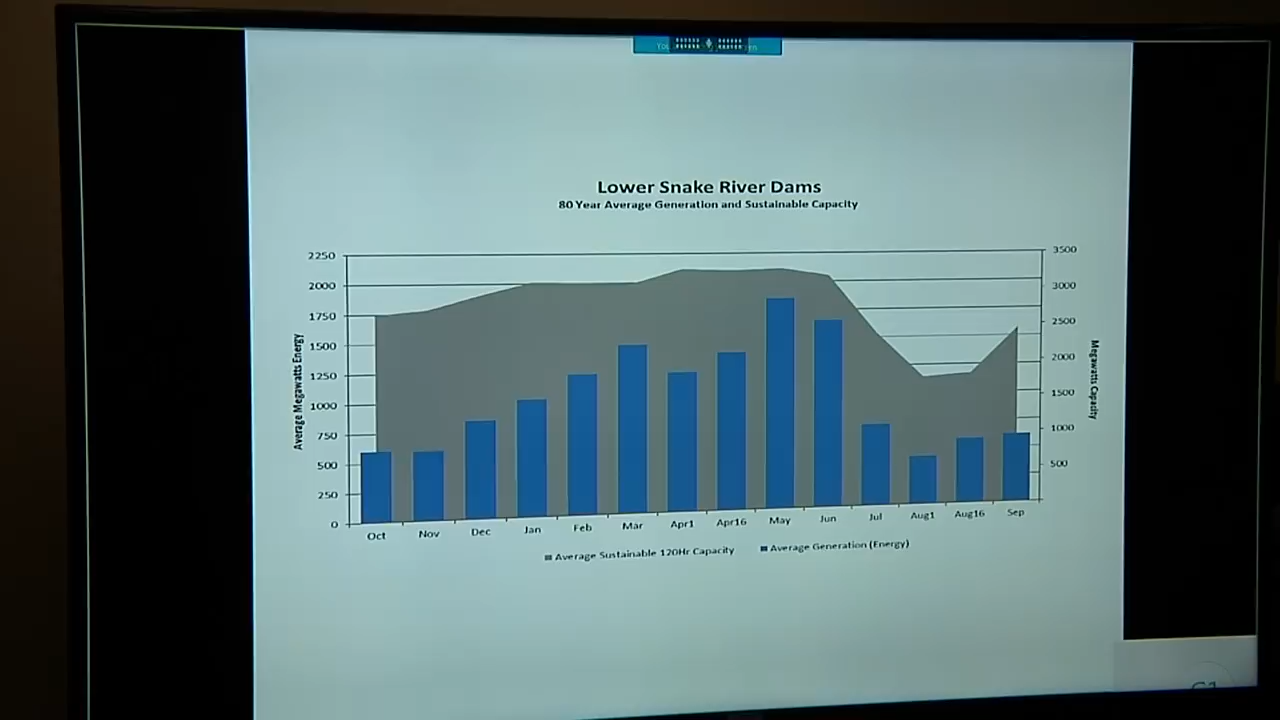 Lower Snake River Dams
80 Year Average Generation and Sustainable Capacity
Average Megawatts Energy
2250
2000
1750
1500
1250
1000
750
500
250
0
3500
3000
2500
2000
1500
1000
500
Megawatts Capacity
Oct Nov Dec Jan Feb Mar Apr1 Apr16 May Jun Jul Aug1 Aug16 Sep
Average Sustainable 120Hr Capacity Average Generation (Energy)